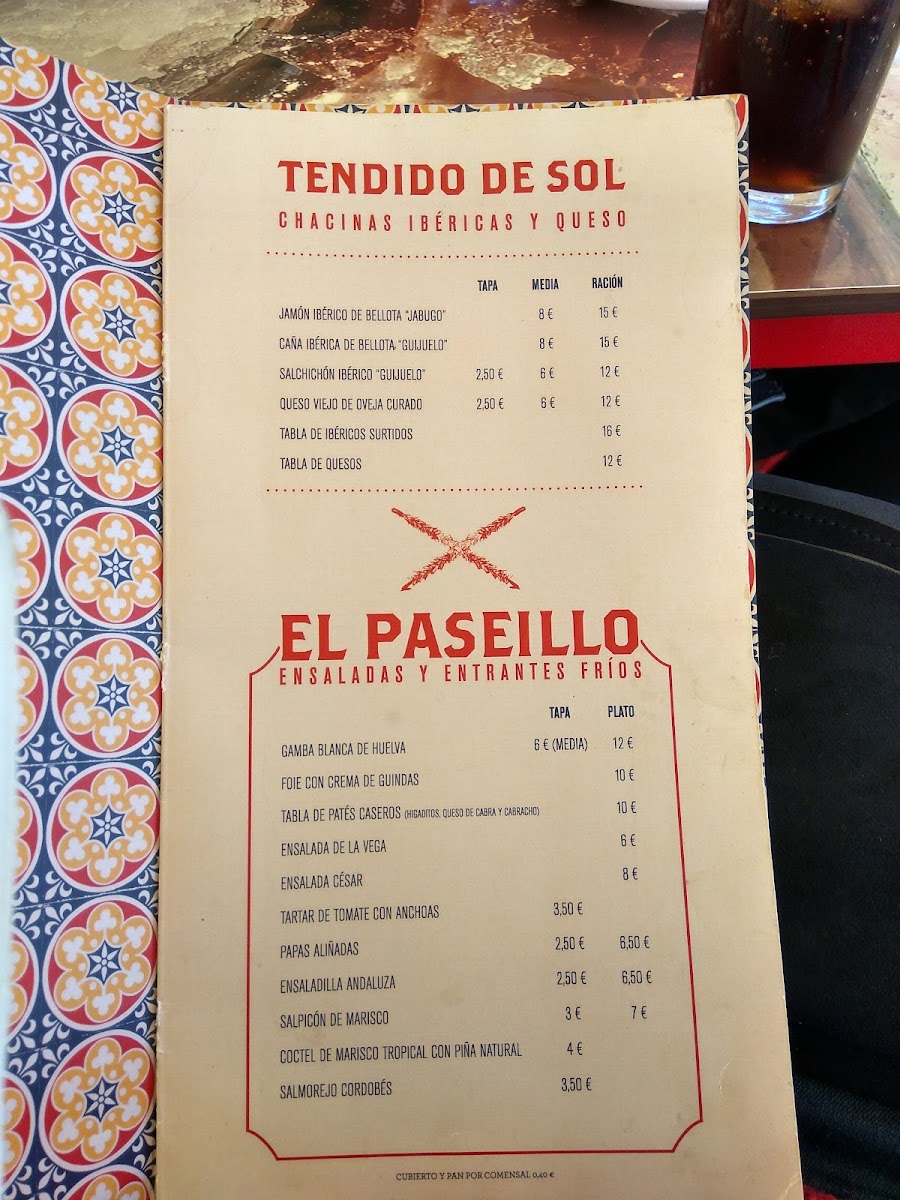 TENDIDO DE SOL
CHACINAS IBÉRICAS Y QUESO
TAPA MEDIA RACIÓN
JAMÓN IBÉRICO DE BELLOTA "JABUGO" 8 € 15 €
CAÑA IBÉRICA DE BELLOTA "GUIJUELO" 8 € 15 €
SALCHICHÓN IBÉRICO "GUIJUELO" 2,50 € 6 € 12 €
QUESO VIEJO DE OVEJA CURADO 2,50 € 6 € 12 €
TABLA DE IBÉRICOS SURTIDOS 16 €
TABLA DE QUESOS 12 €
EL PASEILLO
ENSALADAS Y ENTRANTES FRÍOS
TAPA PLATO
GAMBA BLANCA DE HUELVA 6 € (MEDIA) 12 €
FOIE CON CREMA DE GUINDAS 10 €
TABLA DE PATÉS CASEROS (HIGADITOS, QUESO DE CABRA Y CABRACHO) 10 €
ENSALADA DE LA VEGA 6 €
ENSALADA CÉSAR 8 €
TARTAR DE TOMATE CON ANCHOAS 3,50 €
PAPAS ALIÑADAS 2,50 € 6,50 €
ENSALADILLA ANDALUZA 2,50 € 6,50 €
SALPICÓN DE MARISCO 3 € 7 €
COCTEL DE MARISCO TROPICAL CON PIÑA NATURAL 4 €
SALMOREJO CORDOBÉS 3,50 €
CUBIERTO Y PAN POR COMENSAL 0,40 €